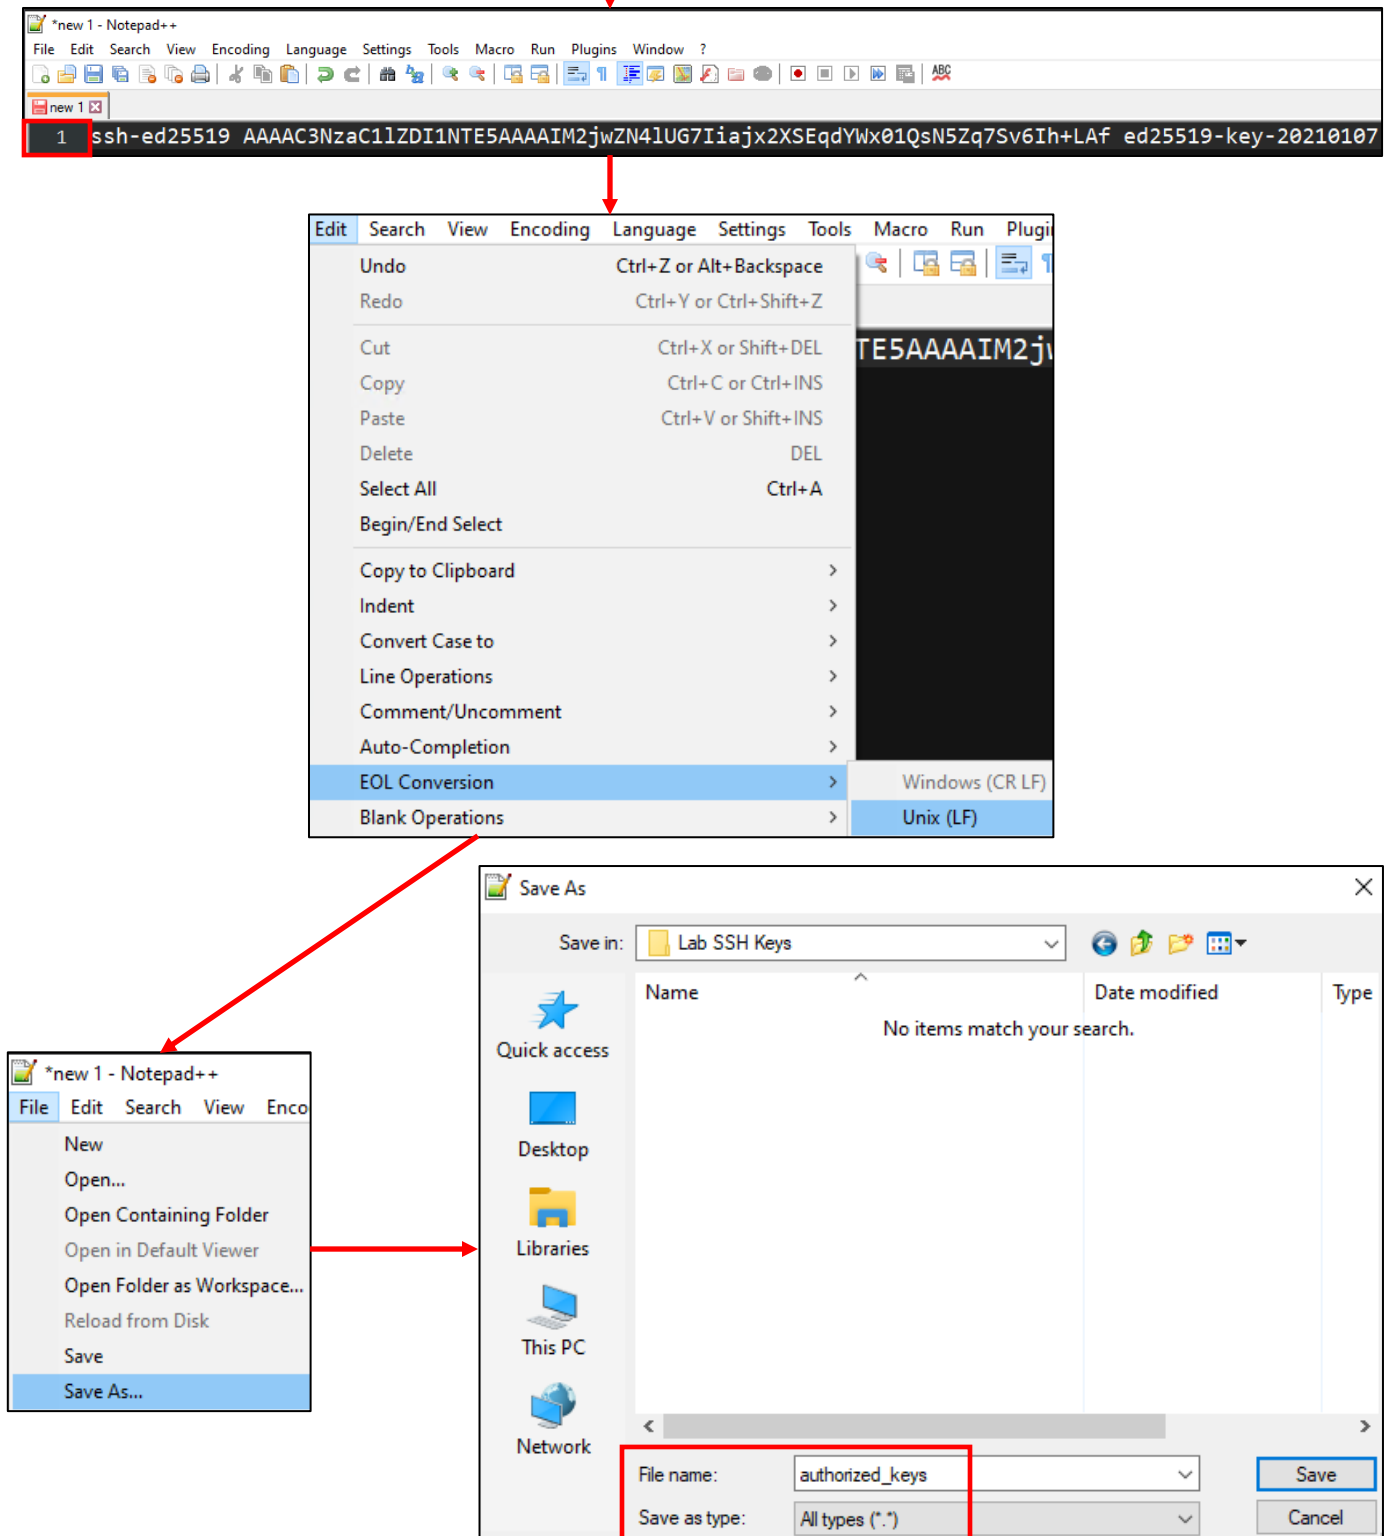 *new 1 - Notepad++
File Edit Search View Encoding Language Settings Tools Macro Run Plugins Window ?
ABC
new 1
1 ssh-ed25519 AAAAC3NzaC1lZDI1NTE5AAAAIM2jwZN4lUG7Iiajx2XSEqdYWx01QsN5Zq7Sv6Ih+LAf ed25519-key-20210107
Edit Search View Encoding Language Settings Tools Macro Run Plugi
Undo Ctrl+Z or Alt+Backspace
Redo Ctrl+Y or Ctrl+Shift+Z
Cut Ctrl+X or Shift+DEL
TE5AAAAIM2jw
Copy Ctrl+C or Ctrl+INS
Paste Ctrl+V or Shift+INS
Delete DEL
Select All Ctrl+A
Begin/End Select
Copy to Clipboard >
Indent >
Convert Case to >
Line Operations >
Comment/Uncomment >
Auto-Completion >
EOL Conversion > Windows (CR LF)
Blank Operations > Unix (LF)
*new 1 - Notepad++
File Edit Search View Enco
New
Open...
Open Containing Folder
Open in Default Viewer
Open Folder as Workspace...
Reload from Disk
Save
Save As...
Save As
Save in: Lab SSH Keys
Name Date modified Type
No items match your search.
Quick access
Desktop
Libraries
This PC
Network
File name: authorized_keys Save
Save as type: All types (*.*) Cancel